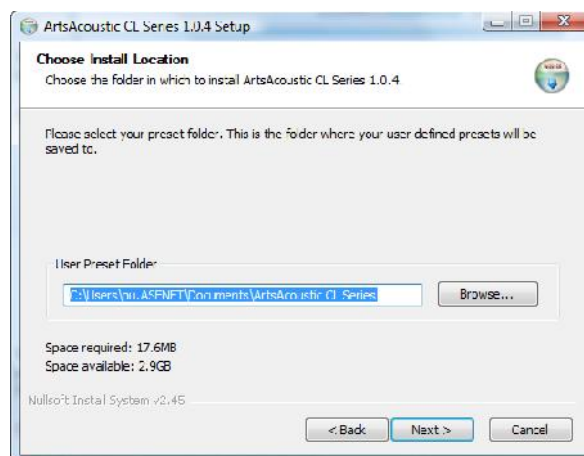 ArtsAcoustic CL Series 1.0.4 Setup
Choose Install Location
Choose the folder in which to install ArtsAcoustic CL Series 1.0.4
Please select your preset folder. This is the folder where your user defined presets will be
saved to.
User Preset Folder
C:\Users\pu.ASENET\Documents\ArtsAcoustic CL Series
Browse...
Space required: 17.6MB
Space available: 2.9GB
Nullsoft Install System v2.45
< Back
Next >
Cancel